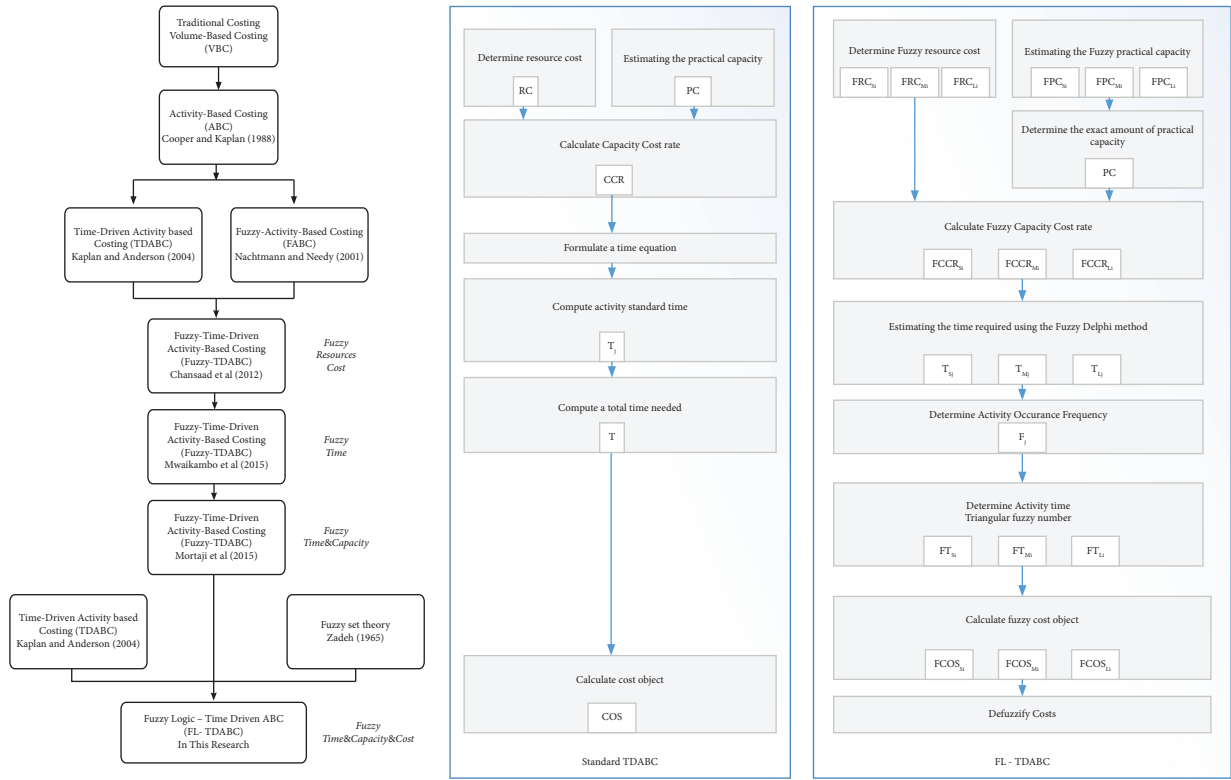 Traditional Costing
Volume-Based Costing
(VBC)
Activity-Based Costing
(ABC)
Cooper and Kaplan (1988)
Time-Driven Activity based
Costing (TDABC)
Kaplan and Anderson (2004)
Fuzzy-Activity-Based Costing
(FABC)
Nachtmann and Needy (2001)
Fuzzy-Time-Driven
Activity-Based Costing
(Fuzzy-TDABC)
Chansaad et al (2012)
Fuzzy
Resources
Cost
Fuzzy-Time-Driven
Activity-Based Costing
(Fuzzy-TDABC)
Mwaikambo et al (2015)
Fuzzy
Time
Fuzzy-Time-Driven
Activity-Based Costing
(Fuzzy-TDABC)
Mortaji et al (2015)
Fuzzy
Time&Capacity
Time-Driven Activity based
Costing (TDABC)
Kaplan and Anderson (2004)
Fuzzy set theory
Zadeh (1965)
Fuzzy Logic – Time Driven ABC
(FL- TDABC)
In This Research
Fuzzy
Time&Capacity&Cost
Determine resource cost
RC
Estimating the practical capacity
PC
Calculate Capacity Cost rate
CCR
Formulate a time equation
Compute activity standard time
Tj
Compute a total time needed
T
Calculate cost object
COS
Standard TDABC
Determine Fuzzy resource cost
FRCSi FRCMi FRCLi
Estimating the Fuzzy practical capacity
FPCSi FPCMi FPCLi
Determine the exact amount of practical
capacity
PC
Calculate Fuzzy Capacity Cost rate
FCCRSi FCCRMi FCCRLi
Estimating the time required using the Fuzzy Delphi method
TSj TMj TLj
Determine Activity Occurance Frequency
Fj
Determine Activity time
Triangular fuzzy number
FTSi FTMi FTLi
Calculate fuzzy cost object
FCOSSi FCOSMi FCOSLi
Defuzzify Costs
FL - TDABC